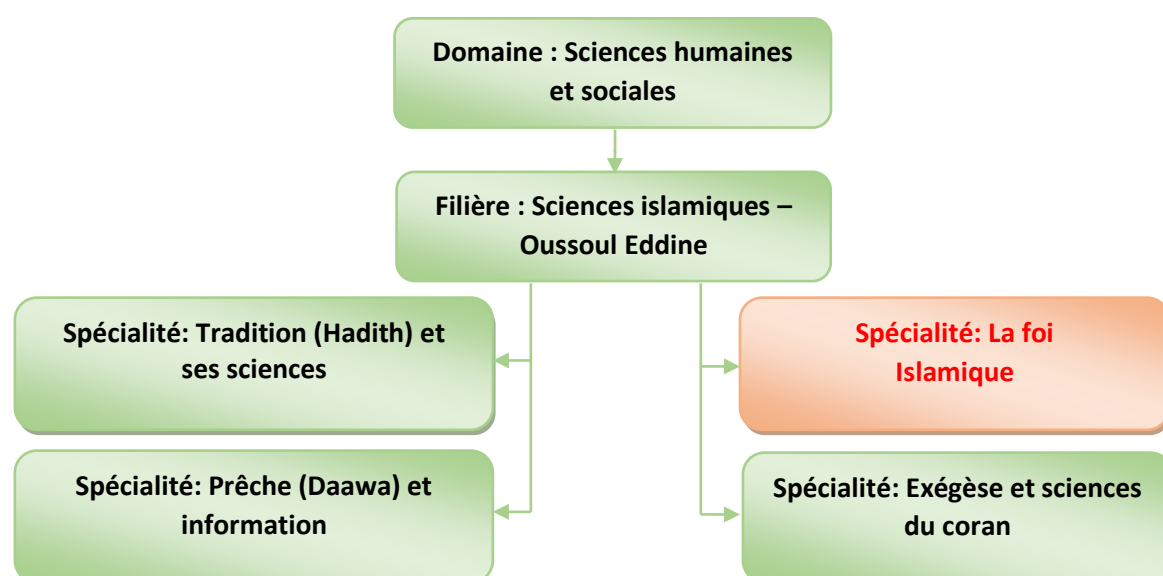 Domaine : Sciences humaines
et sociales
Filière : Sciences islamiques –
Oussoul Eddine
Spécialité: Tradition (Hadith) et
ses sciences
Spécialité: La foi
Islamique
Spécialité: Prêche (Daawa) et
information
Spécialité: Exégèse et sciences
du coran